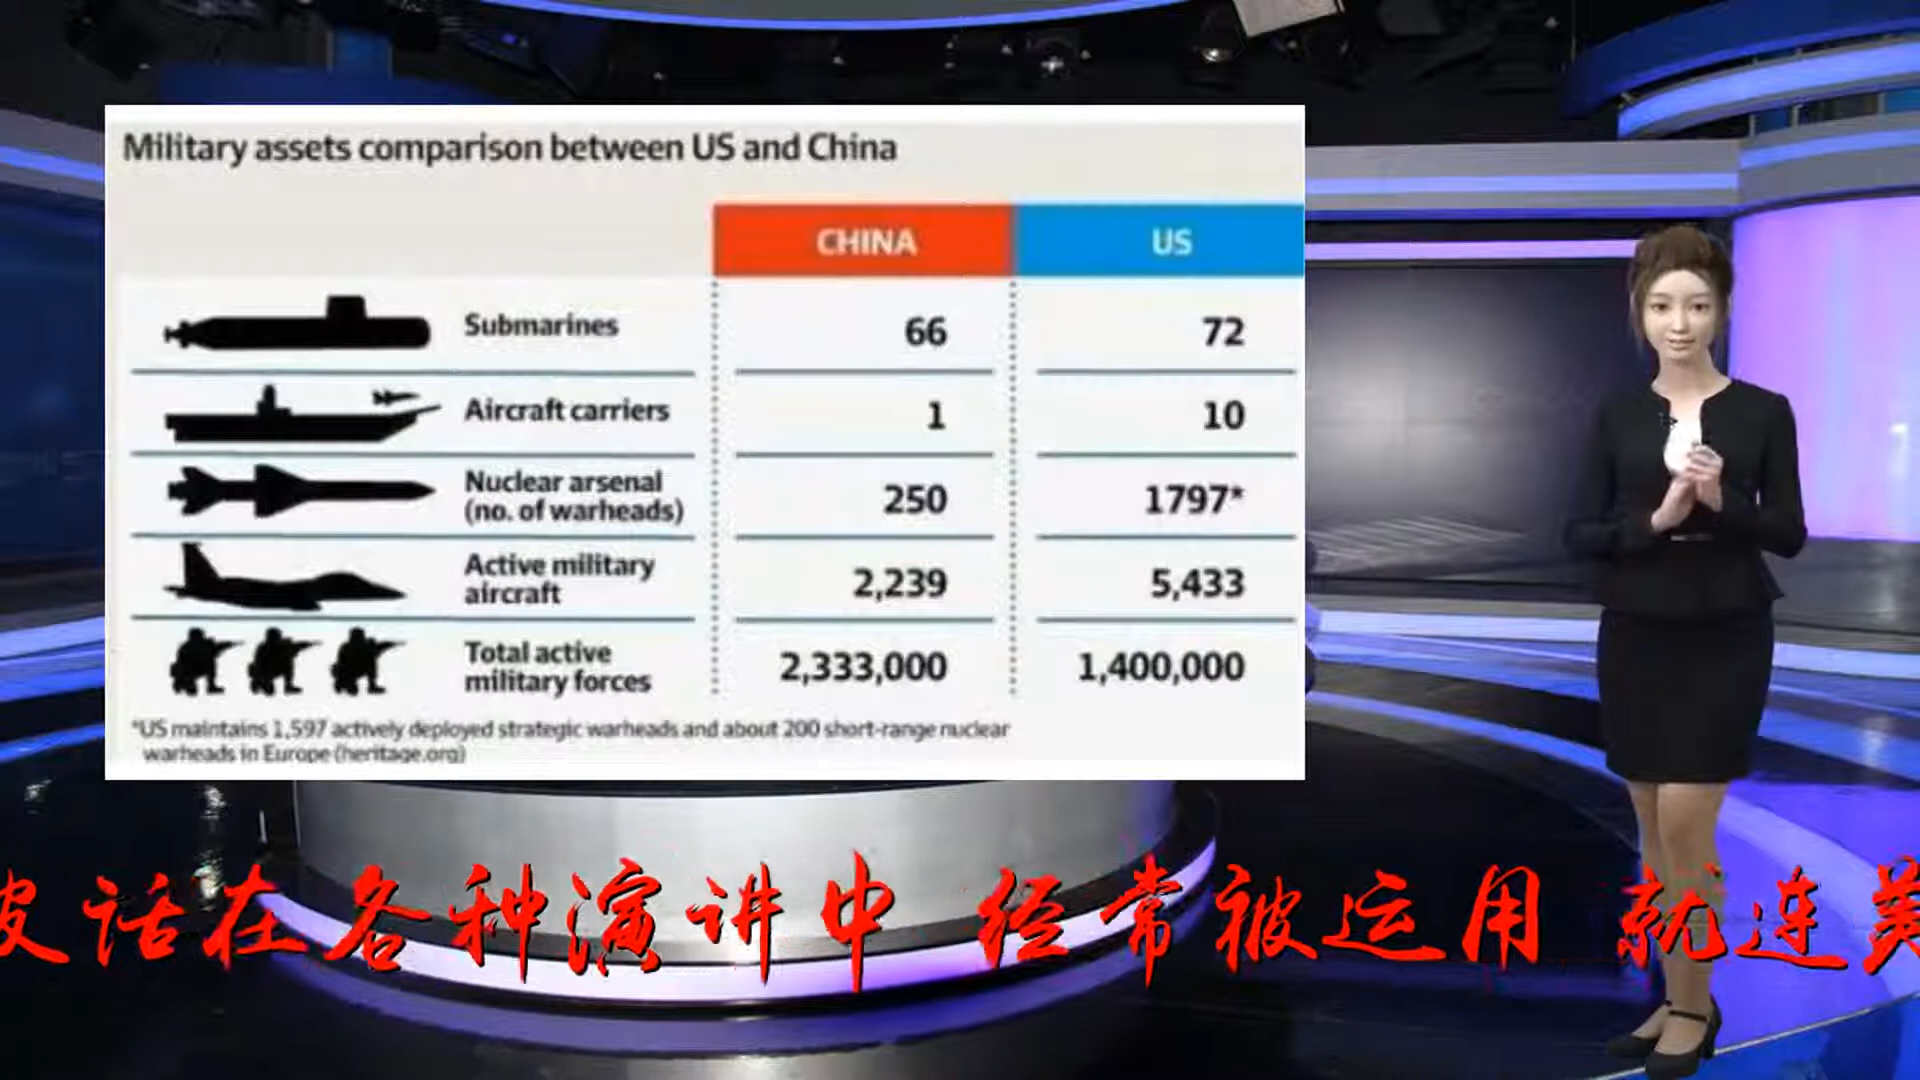 Military assets comparison between US and China
CHINA US
Submarines 66 72
Aircraft carriers 1 10
Nuclear arsenal
(no. of warheads) 250 1797*
Active military
aircraft 2,239 5,433
Total active
military forces 2,333,000 1,400,000
*US maintains 1,597 actively deployed strategic warheads and about 200 short-range nuclear
warheads in Europe (heritage.org)
话在各种演讲中 经常被运用 就连美